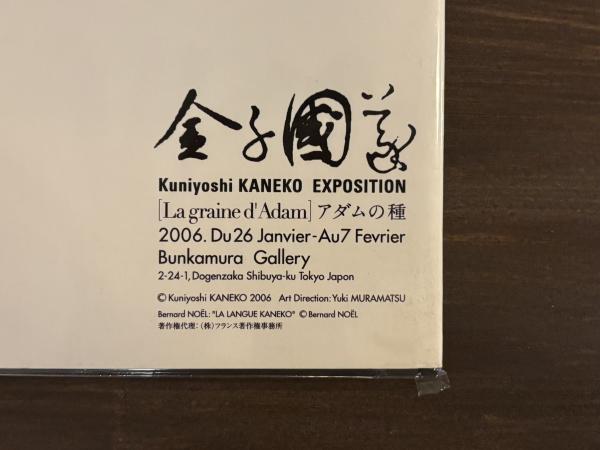 金子國義
Kuniyoshi KANEKO EXPOSITION
[La graine d'Adam] アダムの種
2006. Du26 Janvier-Au7 Fevrier
Bunkamura Gallery
2-24-1, Dogenzaka Shibuya-ku Tokyo Japon
© Kuniyoshi KANEKO 2006 Art Direction: Yuki MURAMATSU
Bernard NOËL: "LA LANGUE KANEKO" © Bernard NOËL
著作権代理：(株)フランス著作権事務所